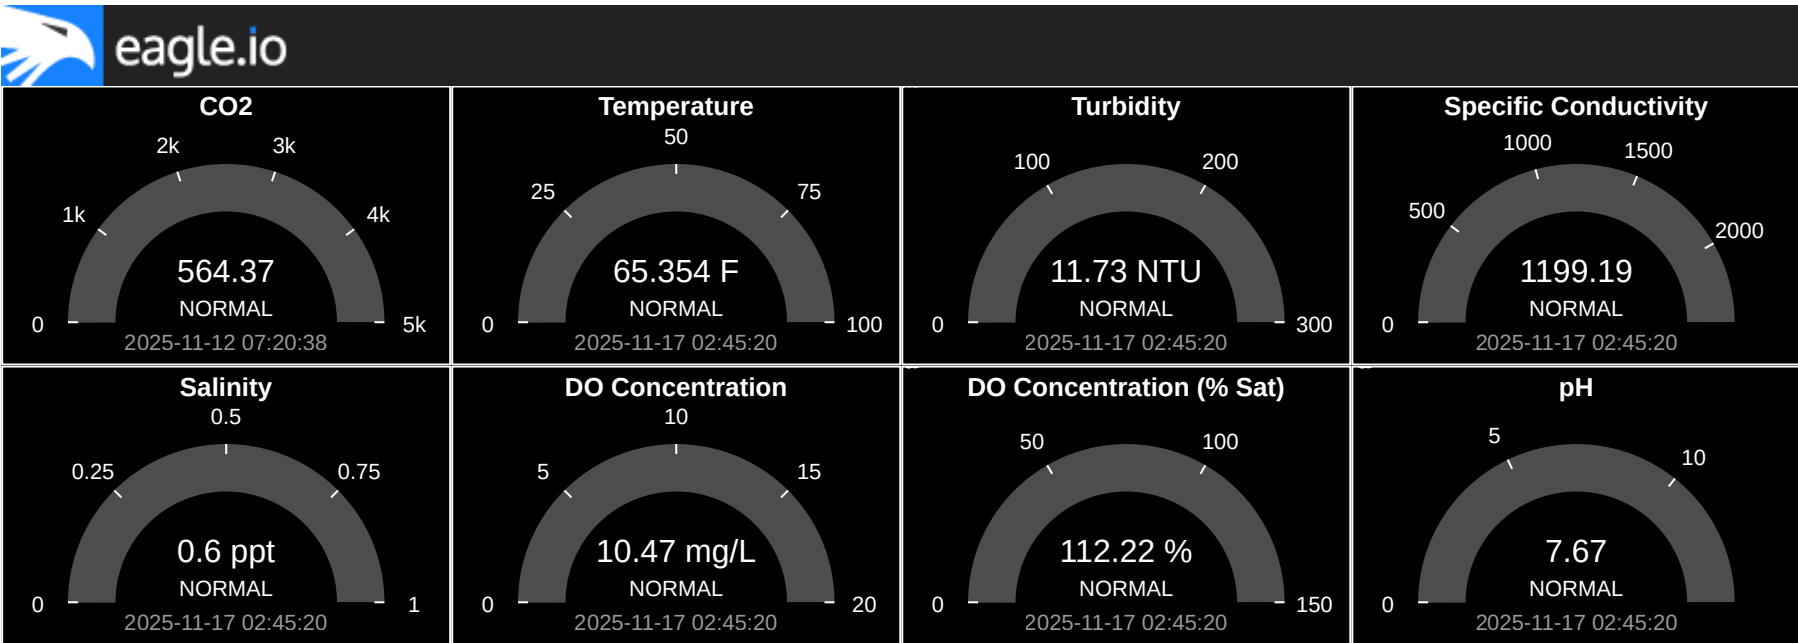 eagle.io
CO2
2k
3k
1k
4k
564.37
NORMAL
0
5k
2025-11-12 07:20:38
Temperature
50
25
75
65.354 F
NORMAL
0
100
2025-11-17 02:45:20
Turbidity
100
200
11.73 NTU
NORMAL
0
300
2025-11-17 02:45:20
Specific Conductivity
1000
1500
500
2000
1199.19
NORMAL
0
2025-11-17 02:45:20
Salinity
0.5
0.25
0.75
0.6 ppt
NORMAL
0
1
2025-11-17 02:45:20
DO Concentration
10
5
15
10.47 mg/L
NORMAL
0
20
2025-11-17 02:45:20
DO Concentration (% Sat)
50
100
112.22 %
NORMAL
0
150
2025-11-17 02:45:20
pH
5
10
7.67
NORMAL
0
2025-11-17 02:45:20